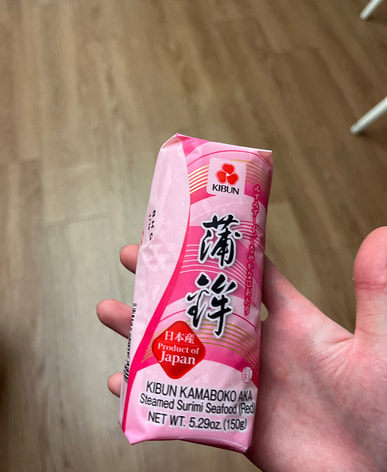 KIBUN
蒲鉾
日本産
Product of
Japan
KIBUN KAMABOKO AKA
Steamed Surimi Seafood (Red)
NET WT. 5.29oz. (150g)